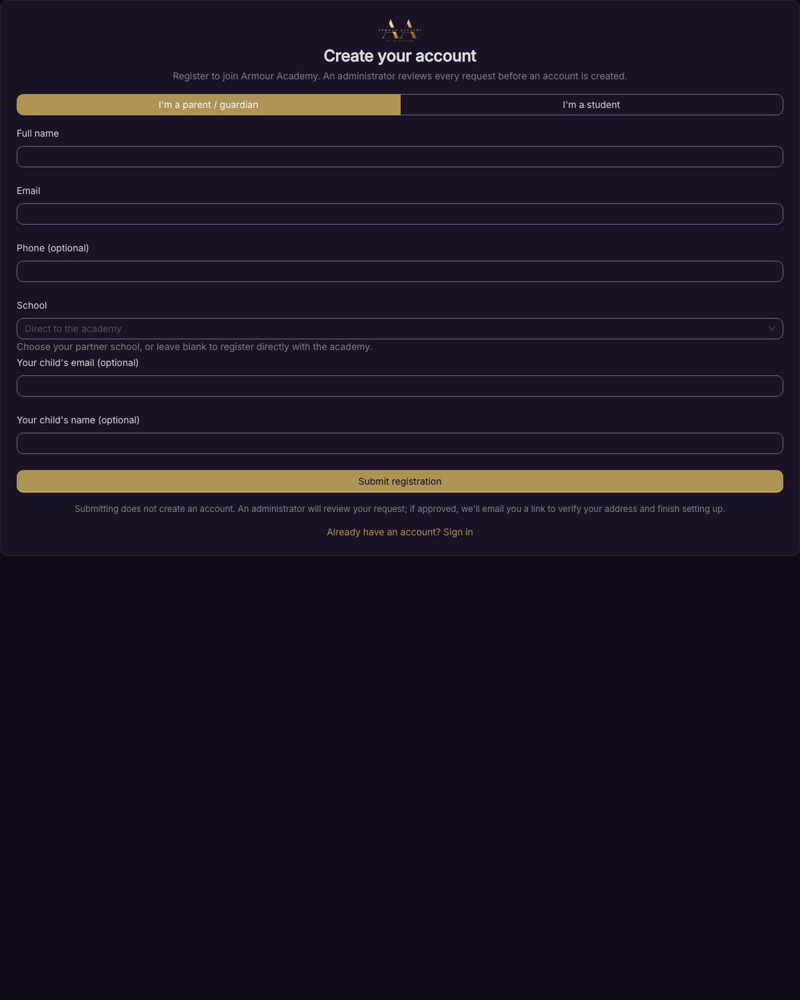 ARMOUR ACADEMY
Create your account
Register to join Armour Academy. An administrator reviews every request before an account is created.
I'm a parent / guardian
I'm a student
Full name
Email
Phone (optional)
School
Direct to the academy
Choose your partner school, or leave blank to register directly with the academy.
Your child's email (optional)
Your child's name (optional)
Submit registration
Submitting does not create an account. An administrator will review your request; if approved, we'll email you a link to verify your address and finish setting up.
Already have an account? Sign in